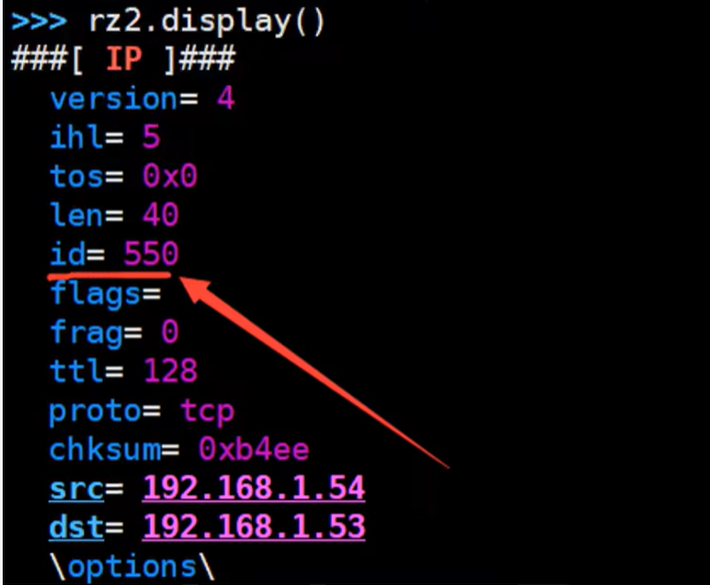 >>> rz2.display()
###[ IP ]###
version= 4
ihl= 5
tos= 0x0
len= 40
id= 550
flags=
frag= 0
ttl= 128
proto= tcp
chksum= 0xb4ee
src= 192.168.1.54
dst= 192.168.1.53
\options\